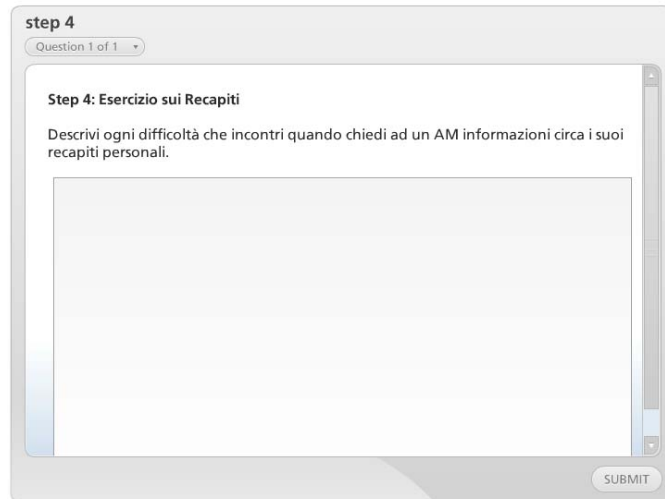 step 4
Question 1 of 1
Step 4: Esercizio sui Recapiti
Descrivi ogni difficoltà che incontri quando chiedi ad un AM informazioni circa i suoi
recapiti personali.
SUBMIT